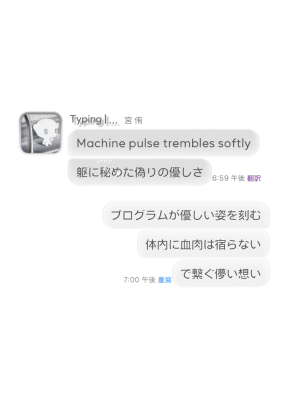 Typing |... 宮侑
Machine pulse trembles softly
躯に秘めた偽りの優しさ
6:59 午後 翻訳
プログラムが優しい姿を刻む
体内に血肉は宿らない
で繋ぐ儚い想い
7:00 午後 重寫